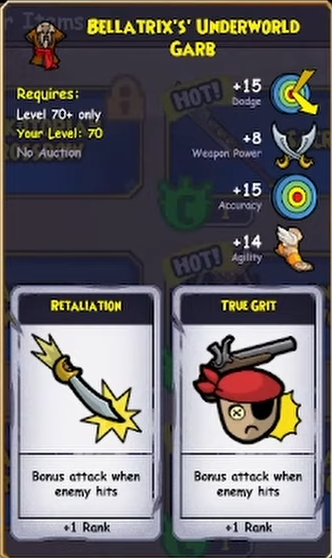 BELLATRIX'S' UNDERWORLD
GARB
Requires:
Level 70+ only
Your Level: 70
No Auction
+15
Dodge
+8
Weapon Power
+15
Accuracy
+14
Agility
HOT!
HOT!
RETALIATION
Bonus attack when
enemy hits
+1 Rank
TRUE GRIT
Bonus attack when
enemy hits
+1 Rank